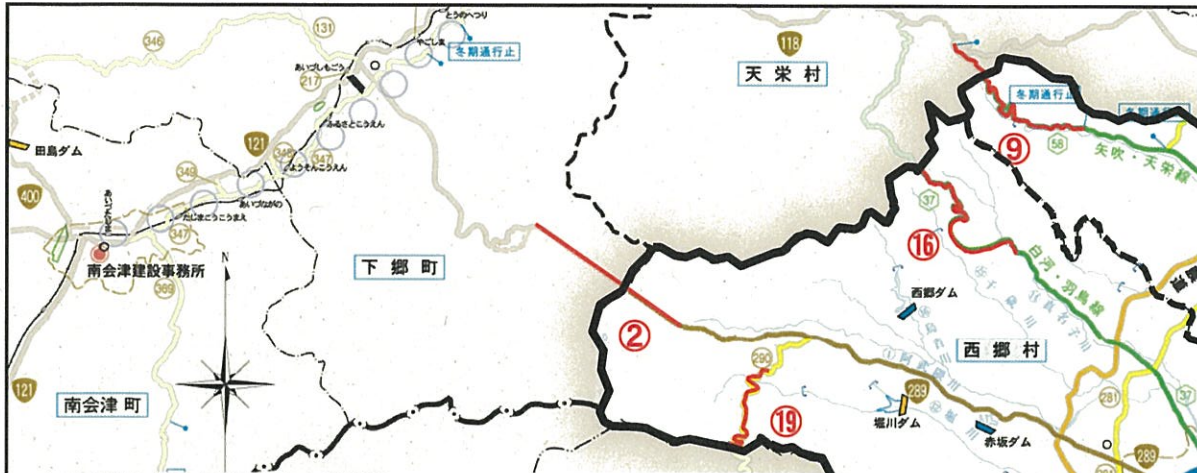 346
131
とうのへつり
やごしま
冬期通行止
あいづしもごう
217
118
天栄村
冬期通行止
冬期通行止
58
矢吹・天栄線
⑨
田島ダム
ふるさとこうえん
121
346
347
ようそんこうえん
349
あいづながの
400
あいづたじま
たじまこうこうまえ
347
南会津建設事務所
369
N
下郷町
37
⑯
白河・羽鳥線
西郷ダム
西郷村
②
290
289
281
37
121
南会津町
⑲
堀川ダム
赤坂ダム
289